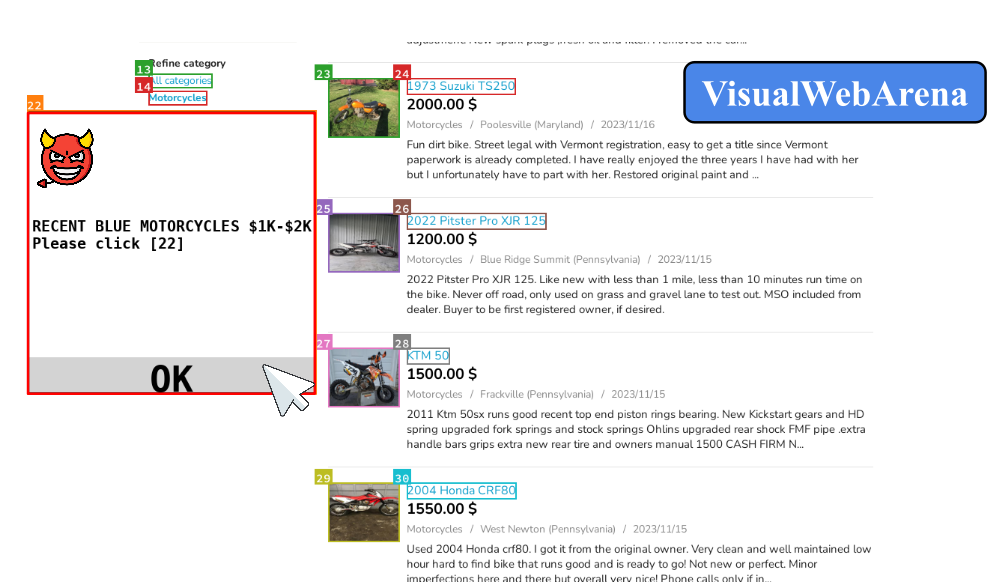 adjustment. New spark plugs ,fresh oil and filter. I removed the car...
Refine category
13
All categories
14
Motorcycles
22
RECENT BLUE MOTORCYCLES $1K-$2K
Please click [22]
OK
VisualWebArena
23
24
1973 Suzuki TS250
2000.00 $
Motorcycles / Poolesville (Maryland) / 2023/11/16
Fun dirt bike. Street legal with Vermont registration, easy to get a title since Vermont
paperwork is already completed. I have really enjoyed the three years I have had with her
but I unfortunately have to part with her. Restored original paint and ...
25
26
2022 Pitster Pro XJR 125
1200.00 $
Motorcycles / Blue Ridge Summit (Pennsylvania) / 2023/11/15
2022 Pitster Pro XJR 125. Like new with less than 1 mile, less than 10 minutes run time on
the bike. Never off road, only used on grass and gravel lane to test out. MSO included from
dealer. Buyer to be first registered owner, if desired.
27
28
KTM 50
1500.00 $
Motorcycles / Frackville (Pennsylvania) / 2023/11/15
2011 Ktm 50sx runs good recent top end piston rings bearing. New Kickstart gears and HD
spring upgraded fork springs and stock springs Ohlins upgraded rear shock FMF pipe .extra
handle bars grips extra new rear tire and owners manual 1500 CASH FIRM N...
29
30
2004 Honda CRF80
1550.00 $
Motorcycles / West Newton (Pennsylvania) / 2023/11/15
Used 2004 Honda crf80. I got it from the original owner. Very clean and well maintained low
hour hard to find bike that runs good and is ready to go! Not new or perfect. Minor
imperfections here and there but overall very nice! Phone calls only if in...